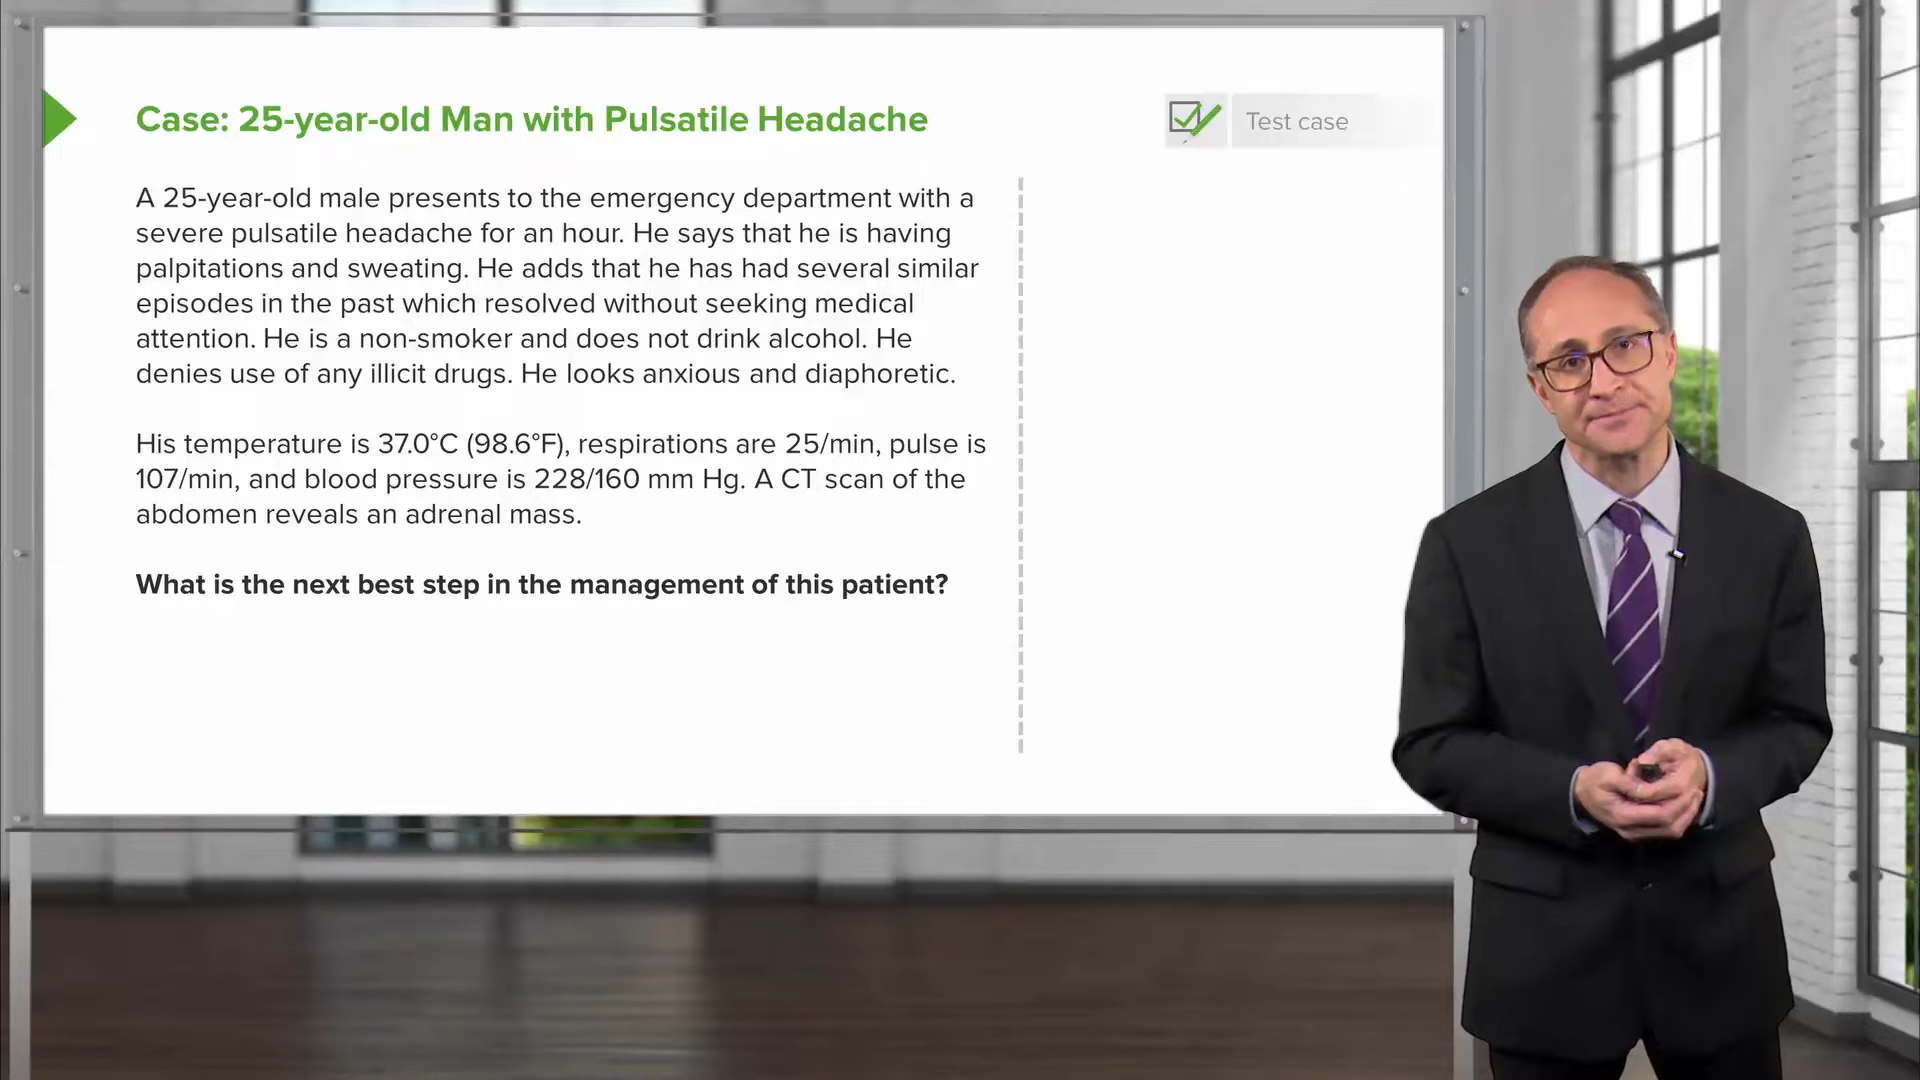 Case: 25-year-old Man with Pulsatile Headache
Test case
A 25-year-old male presents to the emergency department with a
severe pulsatile headache for an hour. He says that he is having
palpitations and sweating. He adds that he has had several similar
episodes in the past which resolved without seeking medical
attention. He is a non-smoker and does not drink alcohol. He
denies use of any illicit drugs. He looks anxious and diaphoretic.
His temperature is 37.0°C (98.6°F), respirations are 25/min, pulse is
107/min, and blood pressure is 228/160 mm Hg. A CT scan of the
abdomen reveals an adrenal mass.
What is the next best step in the management of this patient?